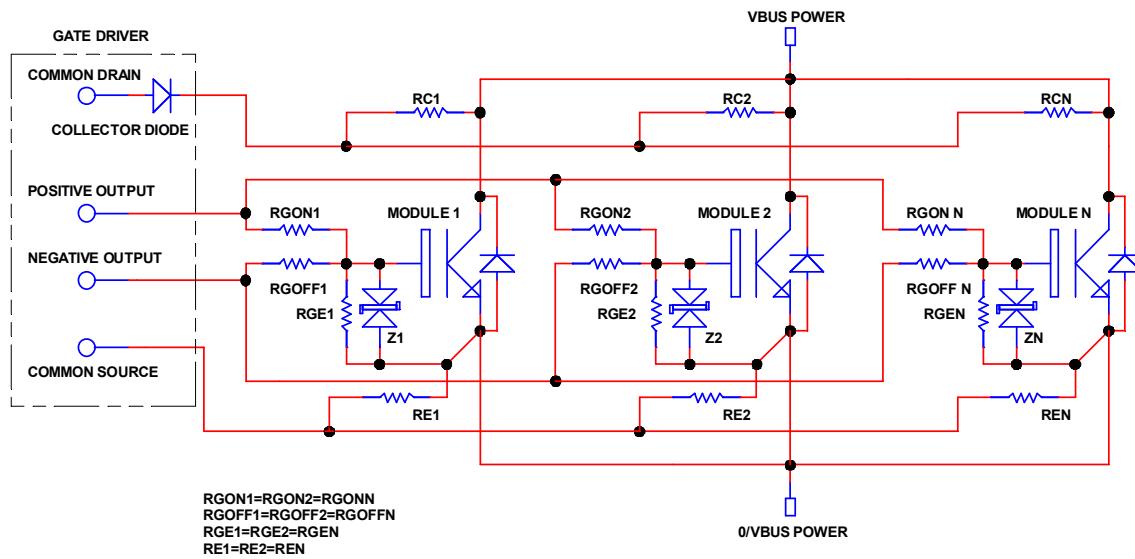 VBUS POWER
GATE DRIVER
COMMON DRAIN
COLLECTOR DIODE
RC1
RC2
RCN
POSITIVE OUTPUT
NEGATIVE OUTPUT
COMMON SOURCE
RGON1
MODULE 1
RGOFF1
RGE1
Z1
RE1
RGON2
MODULE 2
RGOFF2
RGE2
Z2
RE2
RGON N
MODULE N
RGOFF N
RGEN
ZN
REN
0/VBUS POWER
RGON1=RGON2=RGONN
RGOFF1=RGOFF2=RGOFFN
RGE1=RGE2=RGEN
RE1=RE2=REN